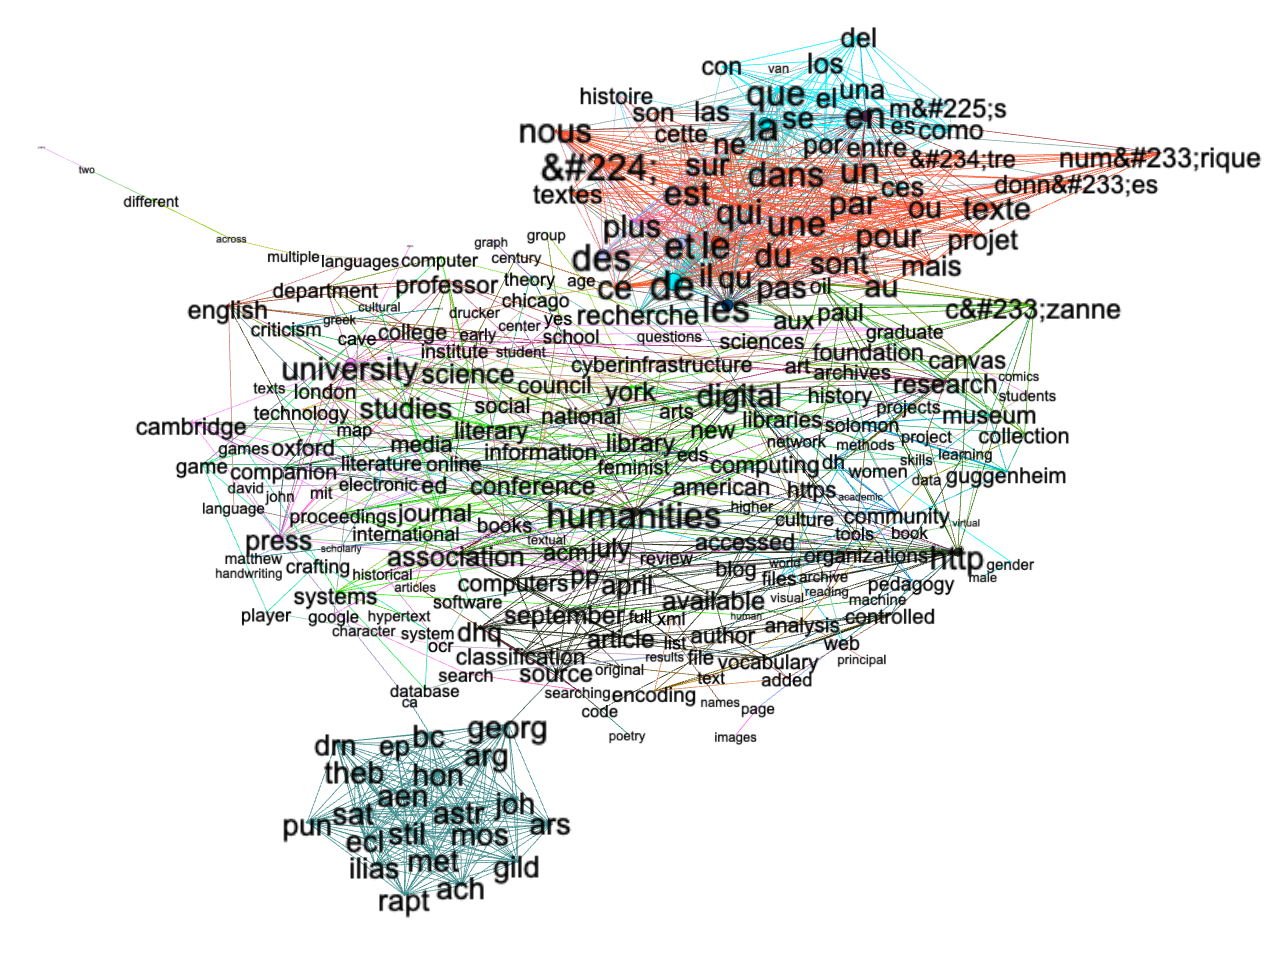 del
con
van
los
que
el
una
histoire
son
las
la
se
en
m&#225;s
es
como
nous
cette
ne
por
entre
&#234;tre
num&#233;rique
&#224;
sur
dans
un
ces
donn&#233;es
textes
est
par
ou
texte
two
different
plus
qui
une
pour
projet
across
et
le
du
sont
mais
multiple
languages
computer
graph
group
century
des
ce
de
il
qu
pas
oil
au
department
professor
theory
age
cultural
english
greek
drucker
chicago
yes
recherche
les
aux
paul
c&#233;zanne
criticism
cave
college
early
center
school
questions
sciences
graduate
institute
student
foundation
canvas
university
science
council
cyberinfrastructure
art
archives
research
comics
students
texts
london
studies
social
york
digital
history
projects
museum
technology
national
arts
libraries
solomon
collection
cambridge
map
media
literary
library
new
network
methods
project
games
oxford
information
feminist
eds
skills
learning
game
companion
literature
online
computing
dh
women
data
guggenheim
david
john
mit
electronic
ed
conference
american
https
academic
language
proceedings
journal
books
humanities
higher
culture
community
virtual
international
textual
tools
book
press
scholarly
association
acm
july
review
accessed
world
organizations
http
gender
matthew
crafting
handwriting
historical
articles
computers
pp
april
blog
files
archive
reading
pedagogy
male
systems
software
available
visual
machine
player
google
hypertext
september
full
xml
human
analysis
controlled
character
system
ocr
dhq
article
list
author
web
classification
results
file
vocabulary
principal
search
source
original
text
added
database
ca
searching
encoding
names
code
page
poetry
images
georg
drn
ep
bc
arg
theb
hon
aen
joh
pun
sat
astr
ars
ecl
stil
mos
ilias
met
gild
rapt
ach